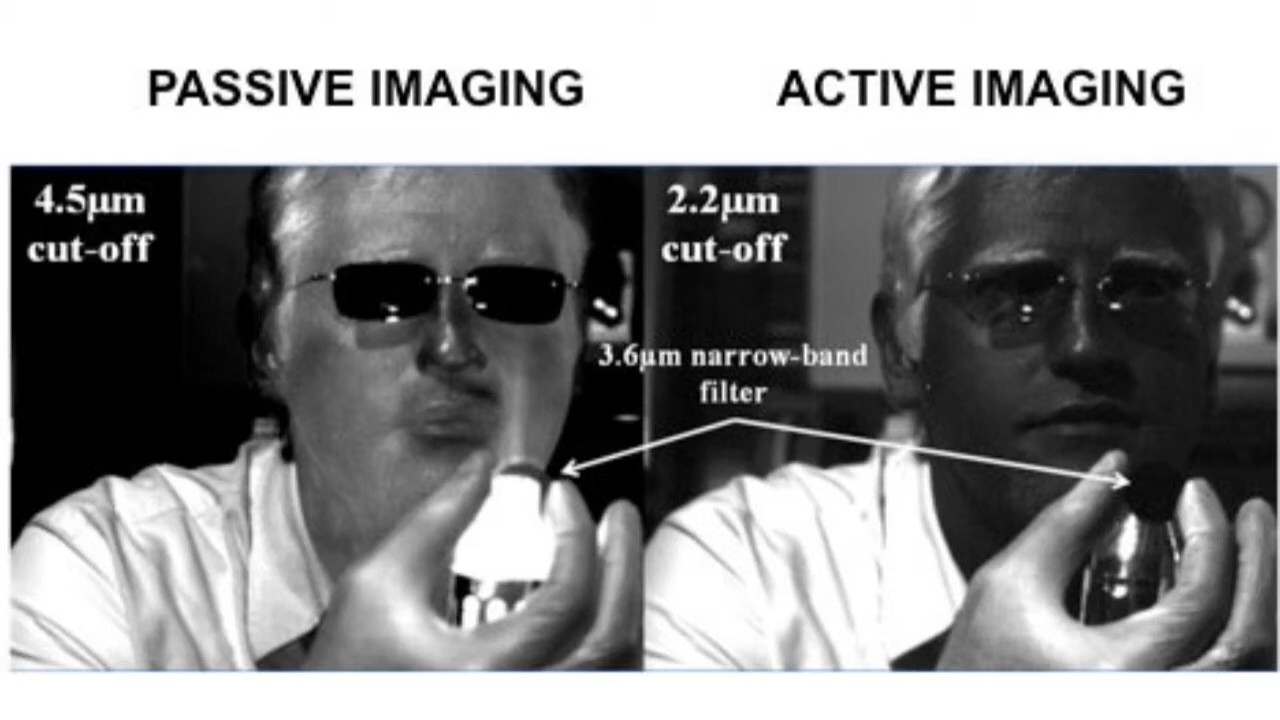 PASSIVE IMAGING
ACTIVE IMAGING
4.5µm
cut-off
2.2µm
cut-off
3.6µm narrow-band
filter